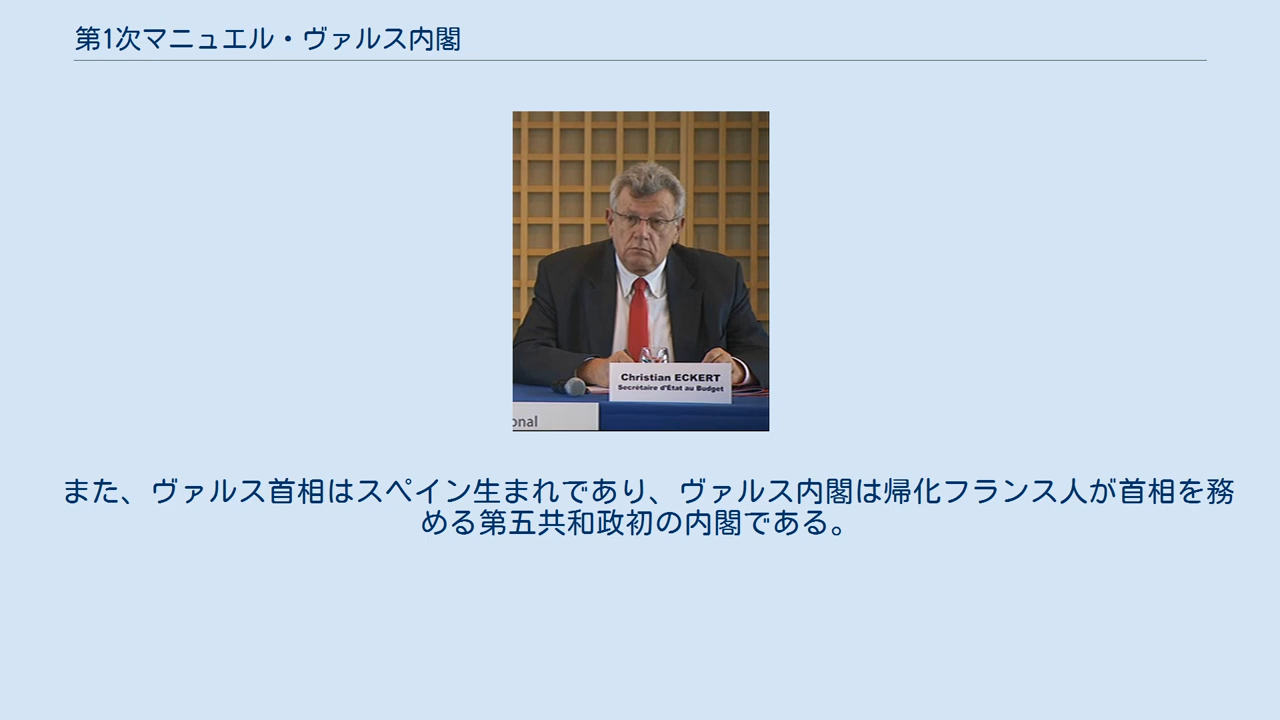 第1次マニュエル・ヴァルス内閣
Christian ECKERT
Secrétaire d'État au Budget
onal
また、ヴァルス首相はスペイン生まれであり、ヴァルス内閣は帰化フランス人が首相を務
める第五共和政初の内閣である。